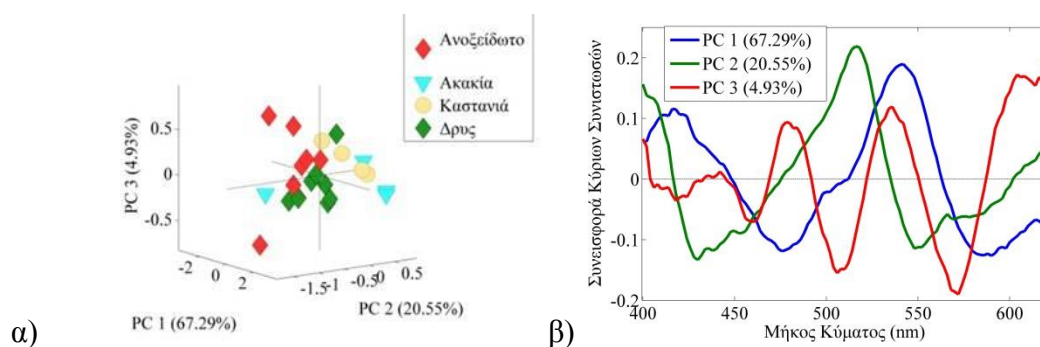 Ανοξείδωτο
Ακακία
Καστανιά
Δρυς
PC 3 (4.93%)
0.5
0
-0.5
-2
0
2
-1.5
-1
-0.5
0
0.5
PC 1 (67.29%)
PC 2 (20.55%)
α)
PC 1 (67.29%)
PC 2 (20.55%)
PC 3 (4.93%)
Συνεισφορά Κύριων Συνιστωσών
0.2
0.1
0
-0.1
-0.2
400
450
500
550
600
Μήκος Κύματος (nm)
β)